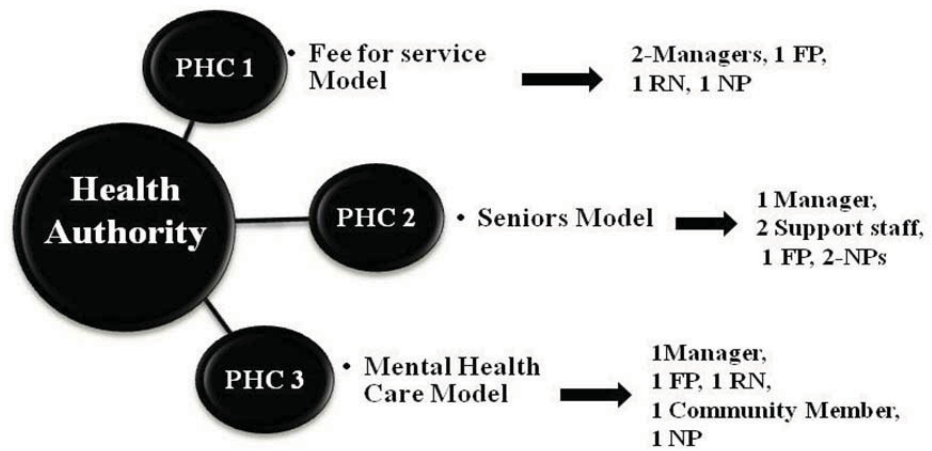 PHC 1
• Fee for service
Model
2-Managers, 1 FP,
1 RN, 1 NP
Health
Authority
PHC 2
• Seniors Model
1 Manager,
2 Support staff,
1 FP, 2-NPs
PHC 3
• Mental Health
Care Model
1Manager,
1 FP, 1 RN,
1 Community Member,
1 NP